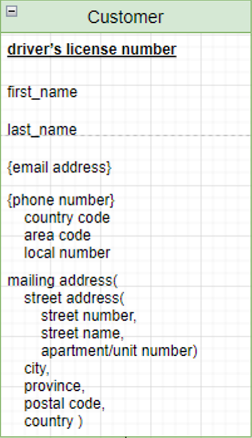 Customer
driver's license number
first_name
last_name
{email address}
{phone number}
country code
area code
local number
mailing address(
street address(
street number,
street name,
apartment/unit number)
city,
province,
postal code,
country )